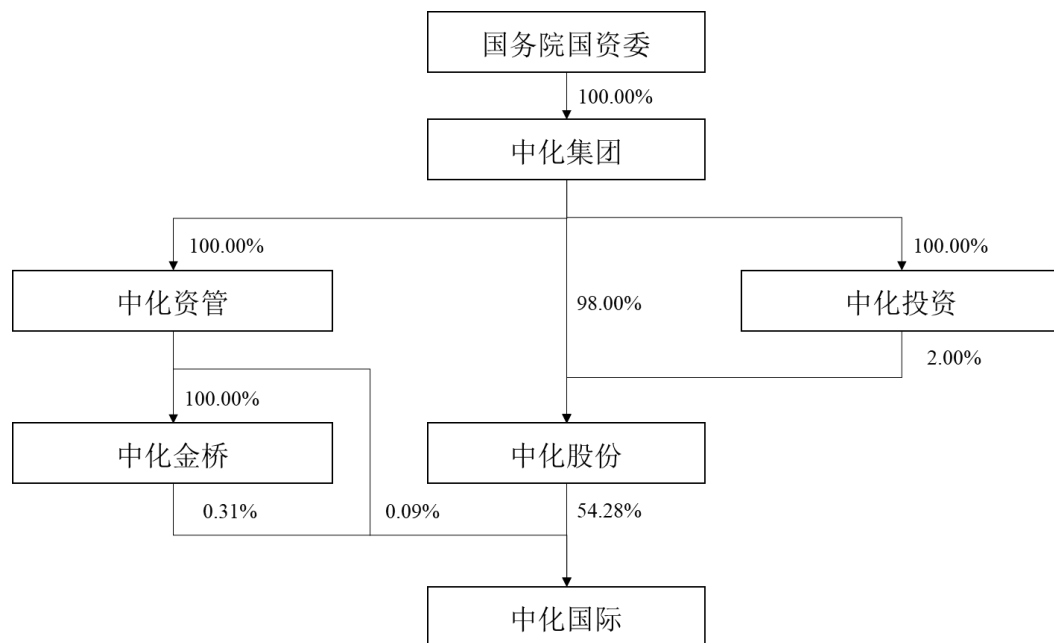 国务院国资委
100.00%
中化集团
100.00%
100.00%
中化资管
98.00%
中化投资
2.00%
100.00%
中化金桥
中化股份
0.31%
0.09%
54.28%
中化国际